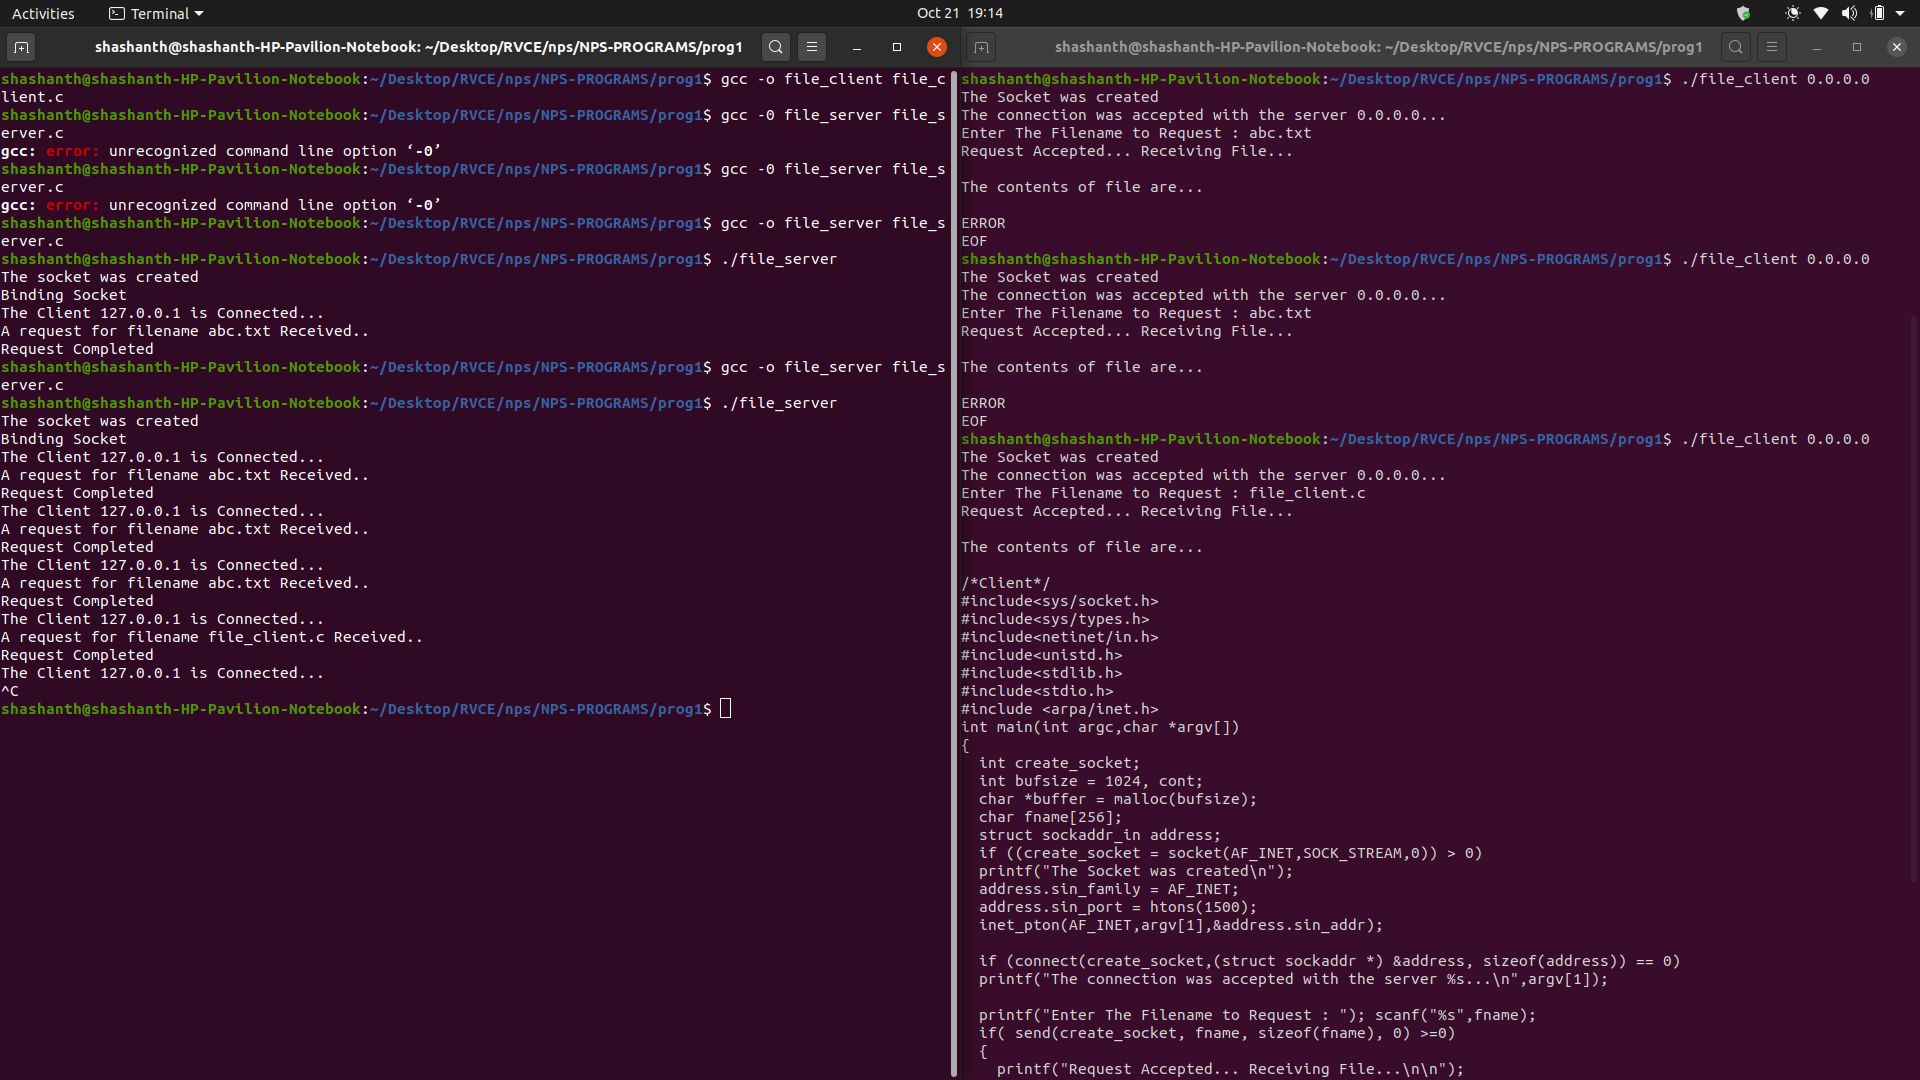 Activities
Terminal
Oct 21 19:14
shashanth@shashanth-HP-Pavilion-Notebook: ~/Desktop/RVCE/nps/NPS-PROGRAMS/prog1
shashanth@shashanth-HP-Pavilion-Notebook:~/Desktop/RVCE/nps/NPS-PROGRAMS/prog1$ gcc -o file_client file_c
lient.c
shashanth@shashanth-HP-Pavilion-Notebook:~/Desktop/RVCE/nps/NPS-PROGRAMS/prog1$ gcc -0 file_server file_s
erver.c
gcc: error: unrecognized command line option ‘-0’
shashanth@shashanth-HP-Pavilion-Notebook:~/Desktop/RVCE/nps/NPS-PROGRAMS/prog1$ gcc -0 file_server file_s
erver.c
gcc: error: unrecognized command line option ‘-0’
shashanth@shashanth-HP-Pavilion-Notebook:~/Desktop/RVCE/nps/NPS-PROGRAMS/prog1$ gcc -o file_server file_s
erver.c
shashanth@shashanth-HP-Pavilion-Notebook:~/Desktop/RVCE/nps/NPS-PROGRAMS/prog1$ ./file_server
The socket was created
Binding Socket
The Client 127.0.0.1 is Connected...
A request for filename abc.txt Received..
Request Completed
shashanth@shashanth-HP-Pavilion-Notebook:~/Desktop/RVCE/nps/NPS-PROGRAMS/prog1$ gcc -o file_server file_s
erver.c
shashanth@shashanth-HP-Pavilion-Notebook:~/Desktop/RVCE/nps/NPS-PROGRAMS/prog1$ ./file_server
The socket was created
Binding Socket
The Client 127.0.0.1 is Connected...
A request for filename abc.txt Received..
Request Completed
The Client 127.0.0.1 is Connected...
A request for filename abc.txt Received..
Request Completed
The Client 127.0.0.1 is Connected...
A request for filename abc.txt Received..
Request Completed
The Client 127.0.0.1 is Connected...
A request for filename file_client.c Received..
Request Completed
The Client 127.0.0.1 is Connected...
^C
shashanth@shashanth-HP-Pavilion-Notebook:~/Desktop/RVCE/nps/NPS-PROGRAMS/prog1$
shashanth@shashanth-HP-Pavilion-Notebook: ~/Desktop/RVCE/nps/NPS-PROGRAMS/prog1
shashanth@shashanth-HP-Pavilion-Notebook:~/Desktop/RVCE/nps/NPS-PROGRAMS/prog1$ ./file_client 0.0.0.0
The Socket was created
The connection was accepted with the server 0.0.0.0...
Enter The Filename to Request : abc.txt
Request Accepted... Receiving File...
The contents of file are...
ERROR
EOF
shashanth@shashanth-HP-Pavilion-Notebook:~/Desktop/RVCE/nps/NPS-PROGRAMS/prog1$ ./file_client 0.0.0.0
The Socket was created
The connection was accepted with the server 0.0.0.0...
Enter The Filename to Request : abc.txt
Request Accepted... Receiving File...
The contents of file are...
ERROR
EOF
shashanth@shashanth-HP-Pavilion-Notebook:~/Desktop/RVCE/nps/NPS-PROGRAMS/prog1$ ./file_client 0.0.0.0
The Socket was created
The connection was accepted with the server 0.0.0.0...
Enter The Filename to Request : file_client.c
Request Accepted... Receiving File...
The contents of file are...
/*Client*/
#include<sys/socket.h>
#include<sys/types.h>
#include<netinet/in.h>
#include<unistd.h>
#include<stdlib.h>
#include<stdio.h>
#include <arpa/inet.h>
int main(int argc,char *argv[])
{
int create_socket;
int bufsize = 1024, cont;
char *buffer = malloc(bufsize);
char fname[256];
struct sockaddr_in address;
if ((create_socket = socket(AF_INET,SOCK_STREAM,0)) > 0)
printf("The Socket was created\n");
address.sin_family = AF_INET;
address.sin_port = htons(1500);
inet_pton(AF_INET,argv[1],&address.sin_addr);
if (connect(create_socket,(struct sockaddr *) &address, sizeof(address)) == 0)
printf("The connection was accepted with the server %s...\n",argv[1]);
printf("Enter The Filename to Request : "); scanf("%s",fname);
if( send(create_socket, fname, sizeof(fname), 0) >=0)
{
printf("Request Accepted... Receiving File...\n\n");